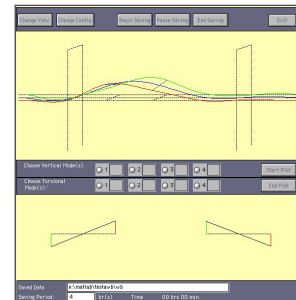 Change View Change Config Begin Saving Pause Saving End Saving Exit
Choose Vertical Mode(s): 1 2 3 4 Start Plot
Choose Torsional Mode(s): 1 2 3 4 End Plot
Saved Data
Saving Period: 4 hr(s) Time 00 hrs 00 min